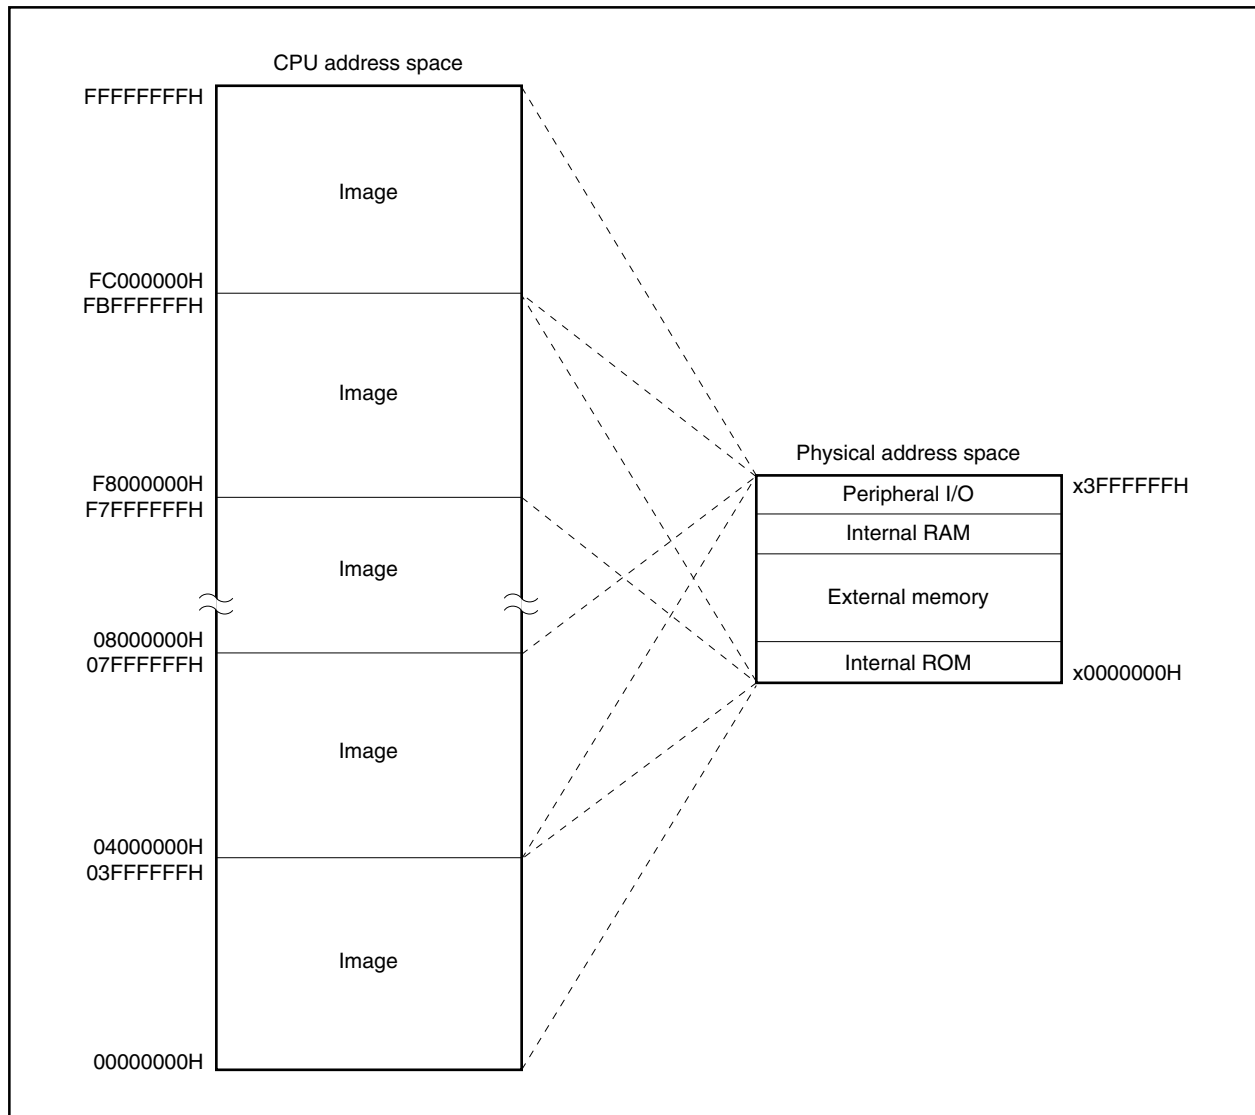 CPU address space
FFFFFFFFH
Image
FC000000H
FBFFFFFFH
Image
F8000000H
F7FFFFFFH
Image
08000000H
07FFFFFFH
Image
04000000H
03FFFFFFH
Image
00000000H
Physical address space
Peripheral I/O
x3FFFFFFH
Internal RAM
External memory
Internal ROM
x0000000H